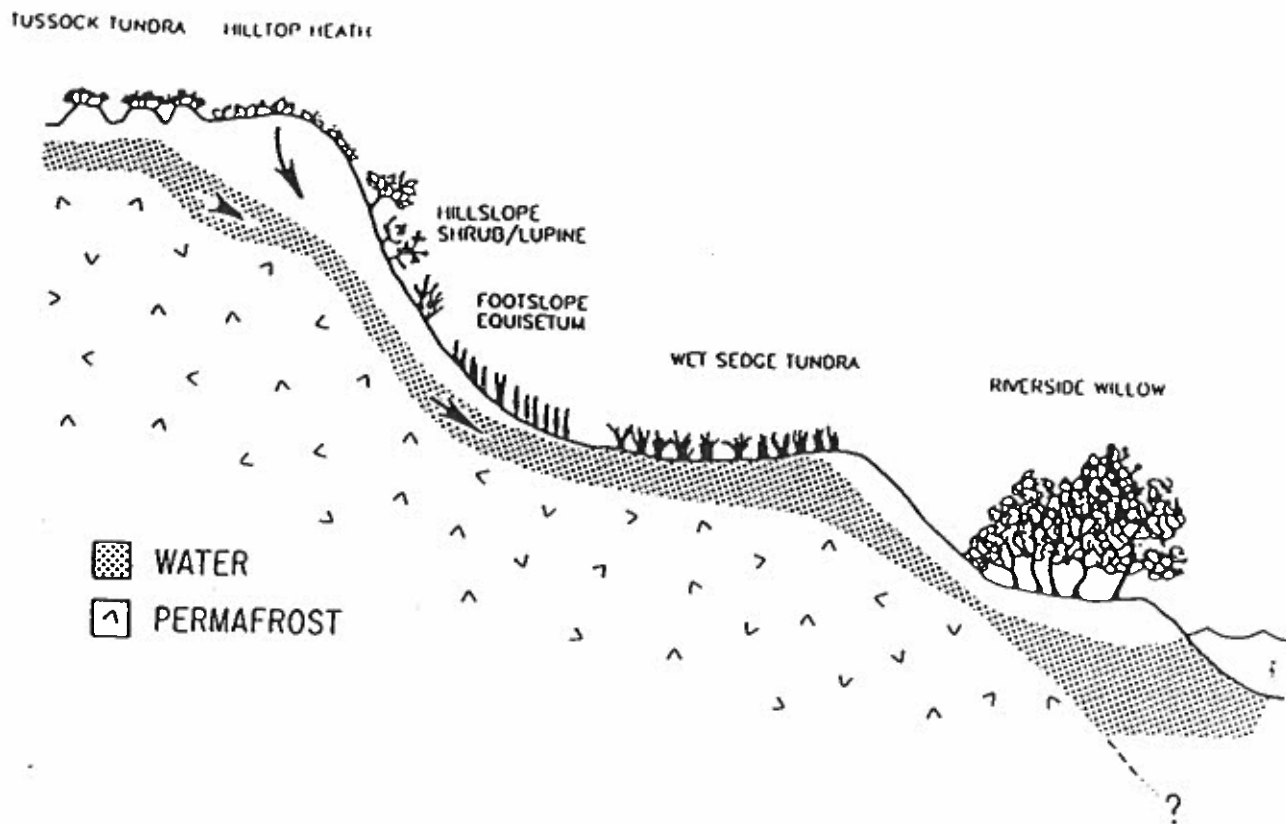 TUSSOCK TUNDRA
HILLTOP HEATH
HILLSLOPE
SHRUB/LUPINE
FOOTSLOPE
EQUISETUM
WET SEDGE TUNDRA
RIVERSIDE WILLOW
WATER
PERMAFROST
?